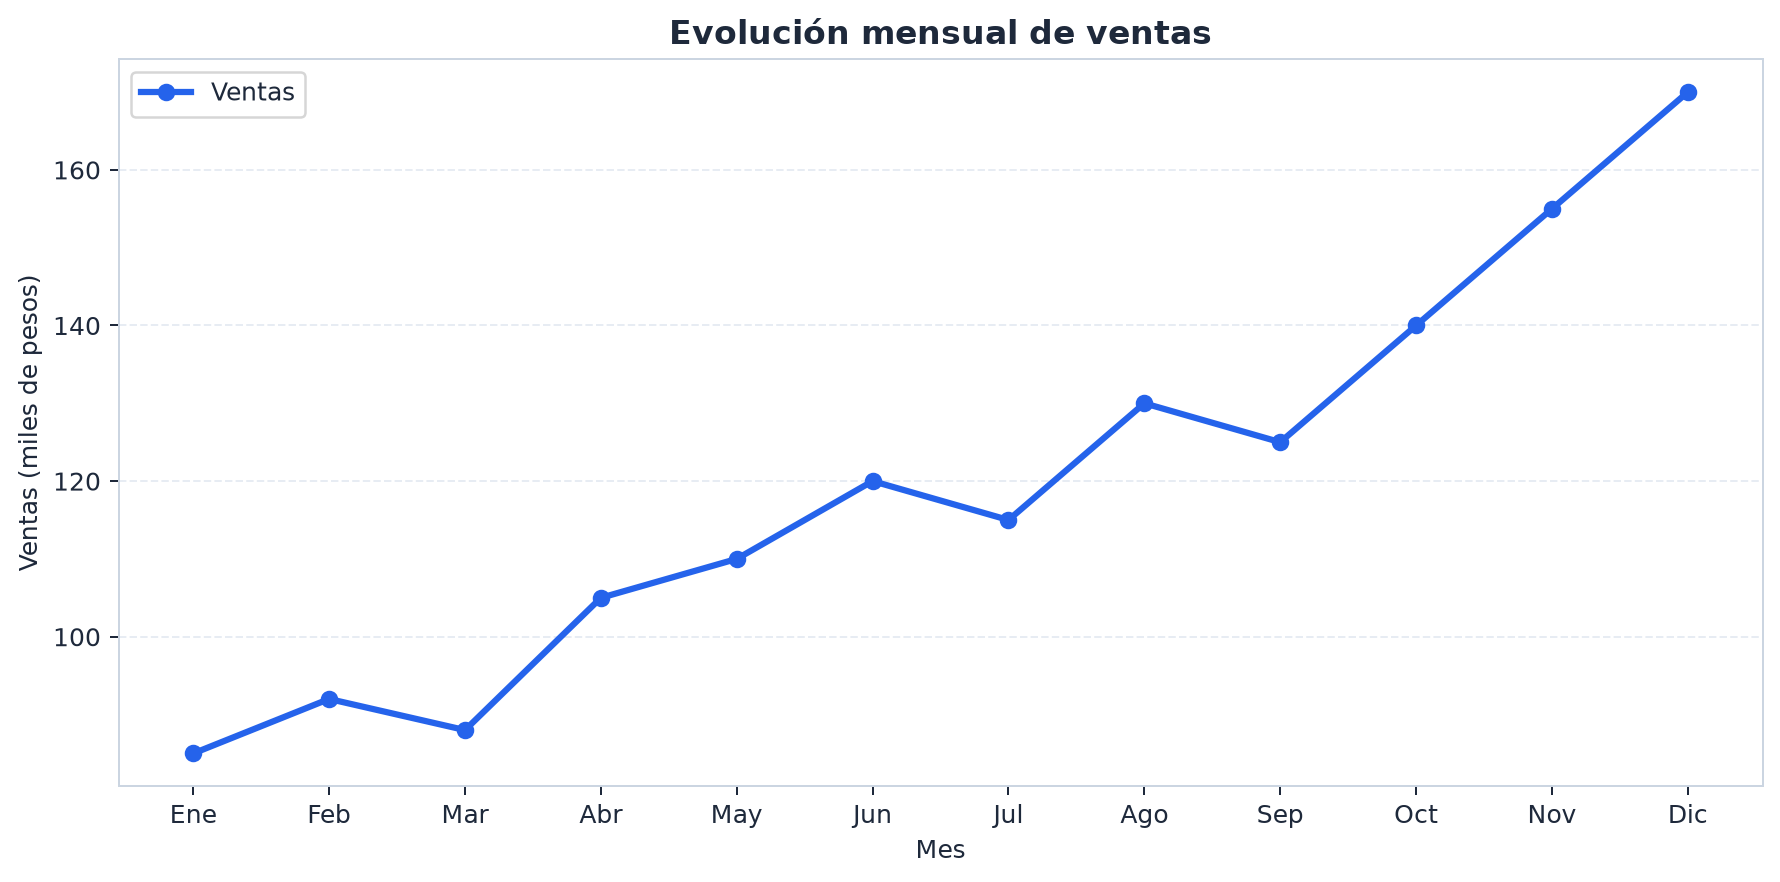 Evolución mensual de ventas
Ventas
160
140
120
100
Ventas (miles de pesos)
Ene Feb Mar Abr May Jun Jul Ago Sep Oct Nov Dic
Mes